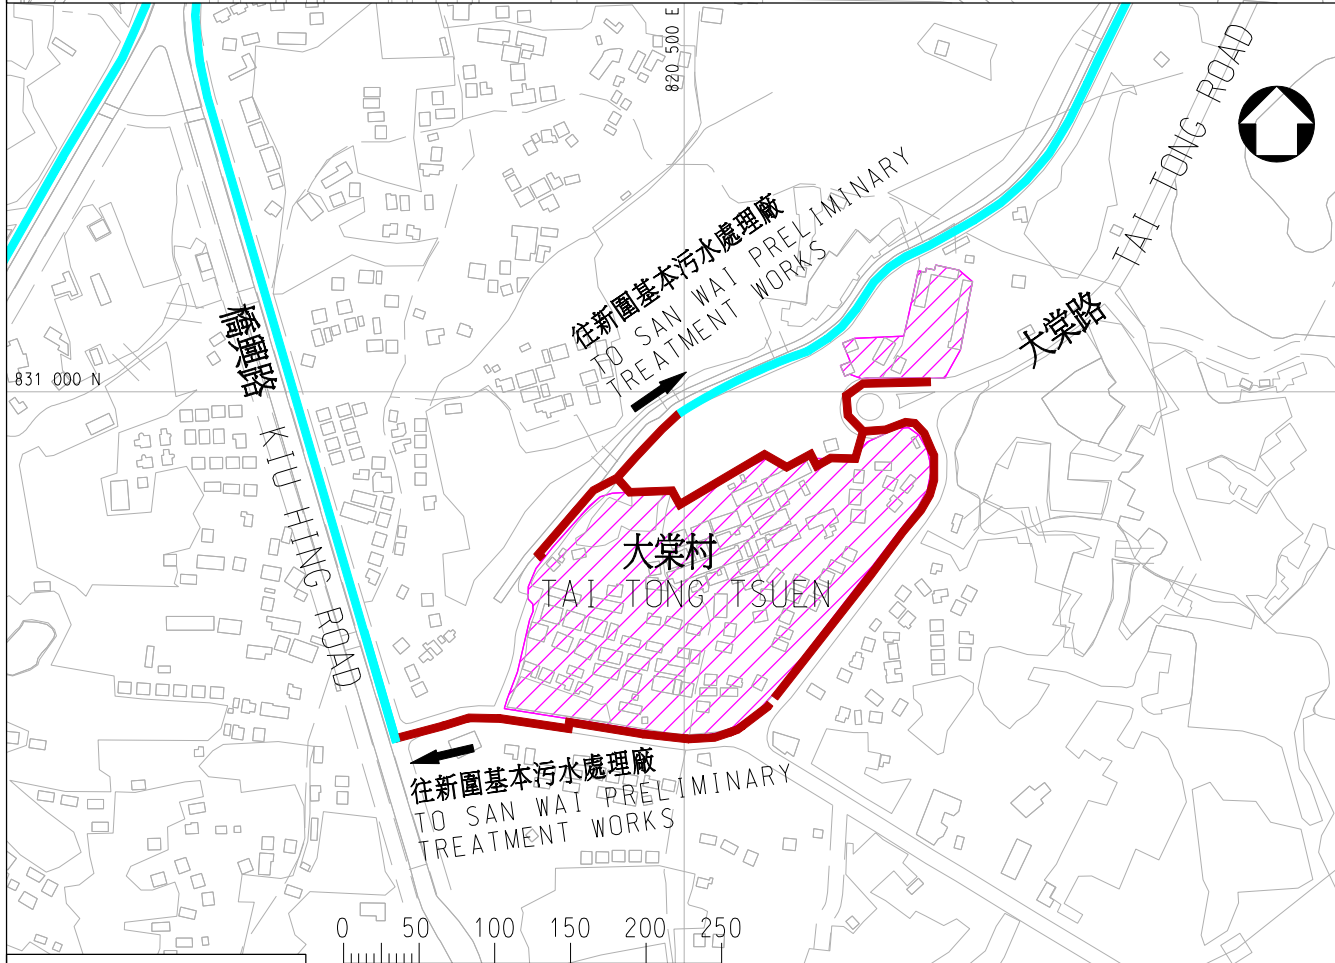 820 500 E
TAI TONG ROAD
往新圍基本污水處理廠
TO SAN WAI PRELIMINARY
TREATMENT WORKS
橋興路
KIU HING ROAD
大棠路
831 000 N
大棠村
TAI TONG TSUEN
往新圍基本污水處理廠
TO SAN WAI PRELIMINARY
TREATMENT WORKS
0 50 100 150 200 250